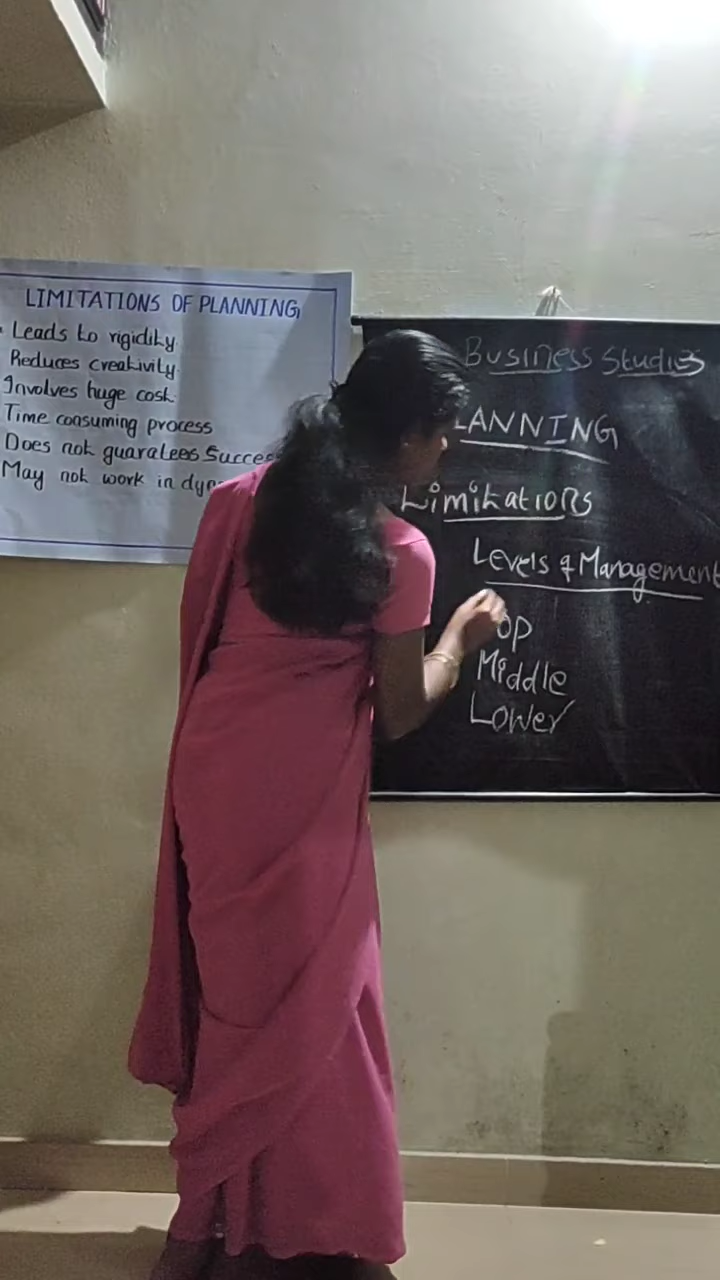 LIMITATIONS OF PLANNING
Leads to rigidity.
Reduces creativity.
Involves huge cost.
Time consuming process
Does not guratees
May not work in
Business Studies
LANNING
Limitations
Levels of Management
op
Middle
Lower